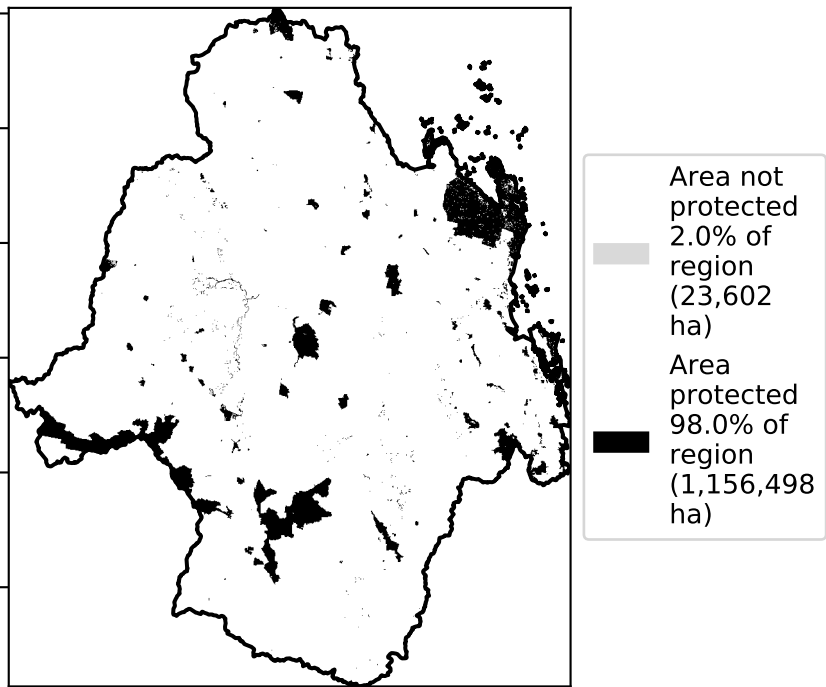 Area not
protected
2.0% of
region
(23,602
ha)
Area
protected
98.0% of
region
(1,156,498
ha)